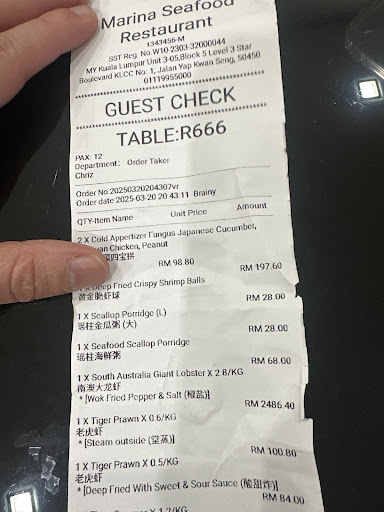 Marina Seafood
Restaurant
1343456-M
SST Reg. No.W10-2303-32000044
MY Kuala Lumpur Unit 3-05,Block 5 Level 3 Star
Boulevard KLCC No. 1, Jalan Yap Kwan Seng, 50450
01119955000
GUEST CHECK
TABLE:R666
PAX: 12
Department: Order Taker
Chriz
Order No.20250320204307vr
Order date:2025-03-20 20:43:11 Brainy
QTY-Item Name Unit Price Amount
2 X Cold Appertizer Fungus Japanese Cucumber,
Chicken, Peanut
四宝拼
RM 98.80 RM 197.60
Deep Fried Crispy Shrimp Balls
黄金脆虾球
RM 28.00
1 X Scallop Porridge (L)
瑶柱金瓜粥 (大)
RM 28.00
1 X Seafood Scallop Porridge
瑶柱海鲜粥
RM 68.00
1 X South Australia Giant Lobster X 2.8/KG
南澳大龙虾
* [Wok Fried Pepper & Salt (椒盐)]
RM 2486.40
1 X Tiger Prawn X 0.6/KG
老虎虾
* [Steam outside (堂蒸)]
RM 100.80
1 X Tiger Prawn X 0.5/KG
老虎虾
* [Deep Fried With Sweet & Sour Sauce (酸甜炸)]
RM 84.00